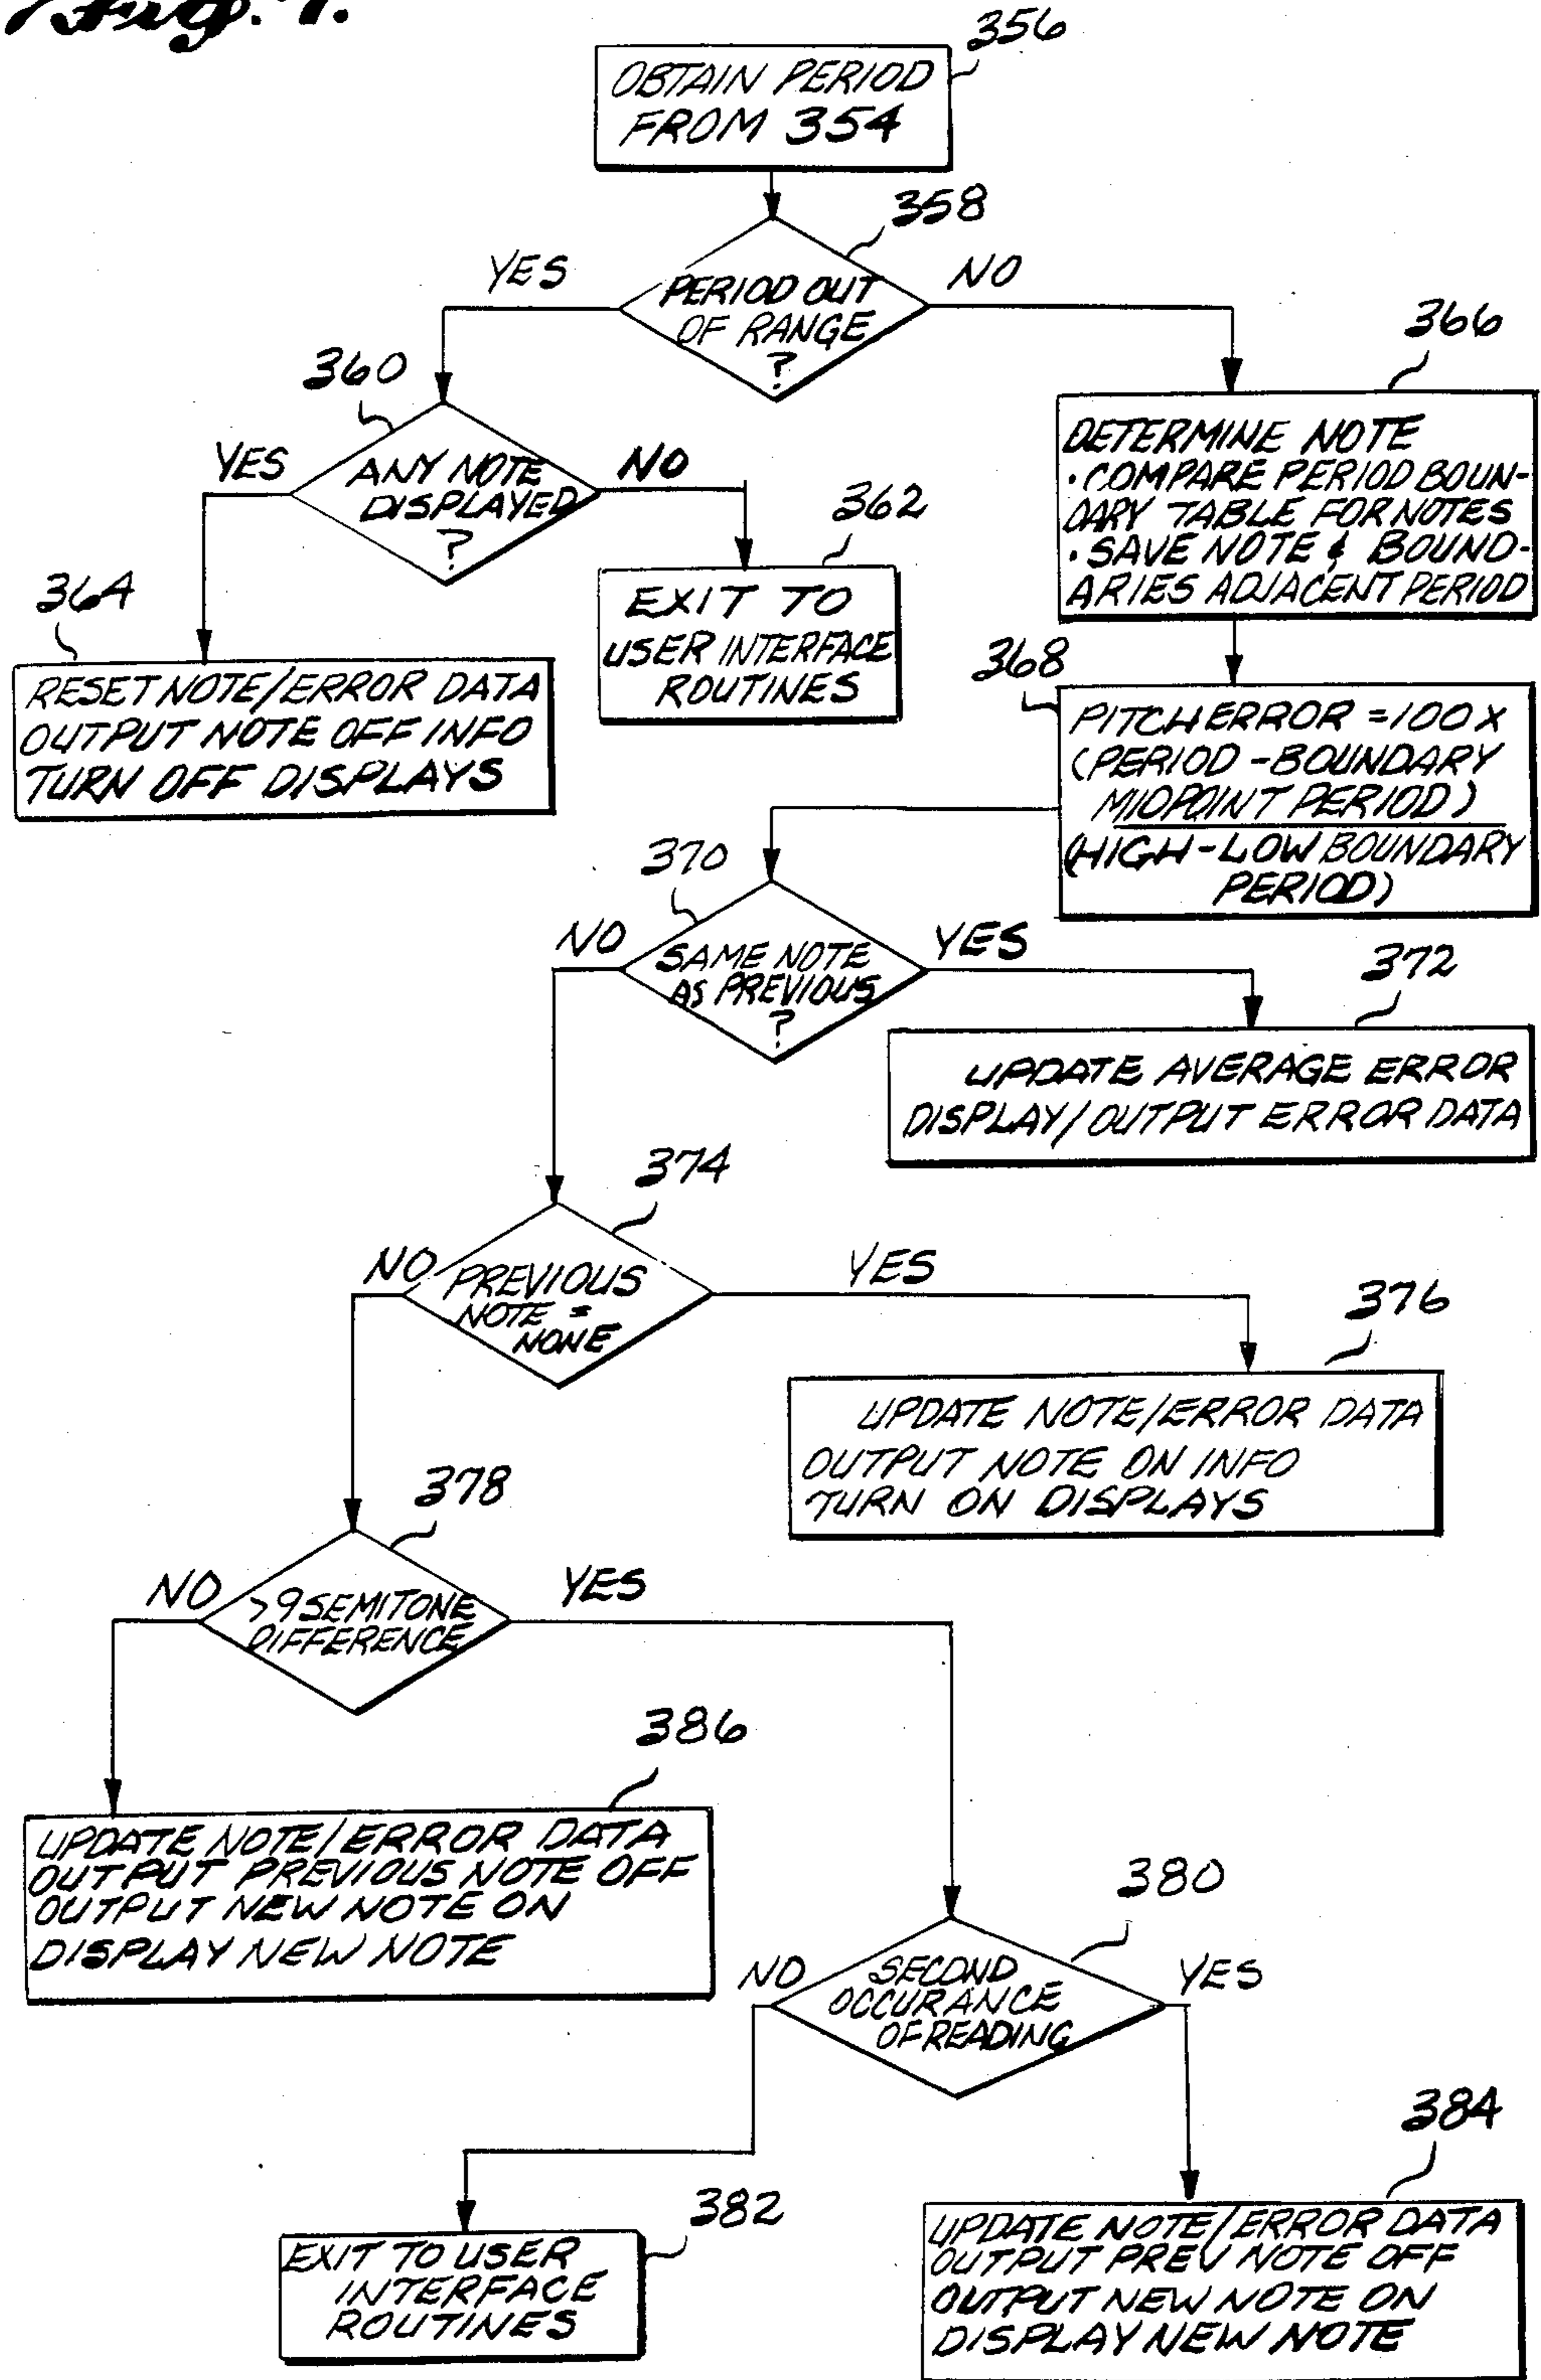 Fig. 7.
356
OBTAIN PERIOD
FROM 354
358
YES
PERIOD OUT
OF RANGE
?
NO
366
360
YES
ANY NOTE
DISPLAYED
?
NO
362
DETERMINE NOTE
• COMPARE PERIOD BOUN-
DARY TABLE FOR NOTES
• SAVE NOTE & BOUND-
ARIES ADJACENT PERIOD
364
EXIT TO
USER INTERFACE
ROUTINES
RESET NOTE/ERROR DATA
OUTPUT NOTE OFF INFO
TURN OFF DISPLAYS
368
PITCH ERROR = 100 X
(PERIOD - BOUNDARY
MIDPOINT PERIOD)
(HIGH - LOW BOUNDARY
PERIOD)
370
NO
SAME NOTE
AS PREVIOUS
?
YES
372
UPDATE AVERAGE ERROR
DISPLAY/OUTPUT ERROR DATA
374
NO
PREVIOUS
NOTE =
NONE
YES
376
UPDATE NOTE/ERROR DATA
OUTPUT NOTE ON INFO
TURN ON DISPLAYS
378
NO
>9 SEMITONE
DIFFERENCE
YES
386
UPDATE NOTE/ERROR DATA
OUTPUT PREVIOUS NOTE OFF
OUTPUT NEW NOTE ON
DISPLAY NEW NOTE
380
NO
SECOND
OCCURANCE
OF READING
YES
384
382
EXIT TO USER
INTERFACE
ROUTINES
UPDATE NOTE/ERROR DATA
OUTPUT PREV NOTE OFF
OUTPUT NEW NOTE ON
DISPLAY NEW NOTE